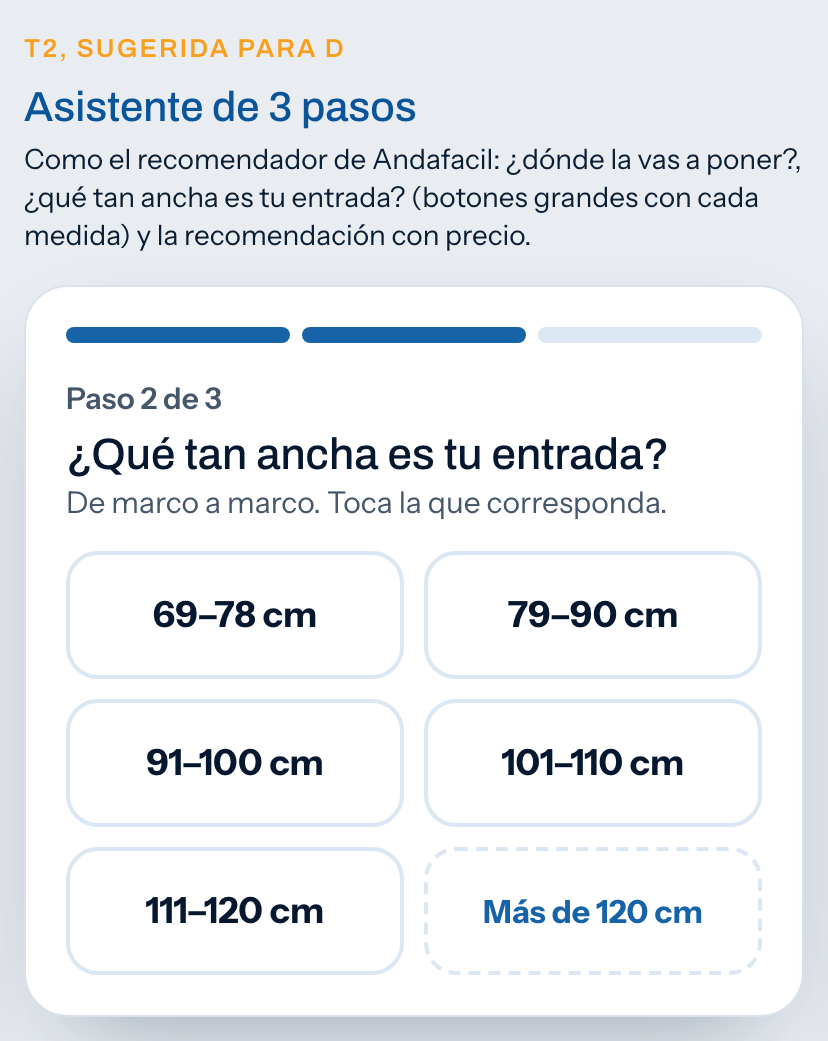 T2, SUGERIDA PARA D
Asistente de 3 pasos
Como el recomendador de Andafacil: ¿dónde la vas a poner?,
¿qué tan ancha es tu entrada? (botones grandes con cada
medida) y la recomendación con precio.
Paso 2 de 3
¿Qué tan ancha es tu entrada?
De marco a marco. Toca la que corresponda.
69–78 cm
79–90 cm
91–100 cm
101–110 cm
111–120 cm
Más de 120 cm